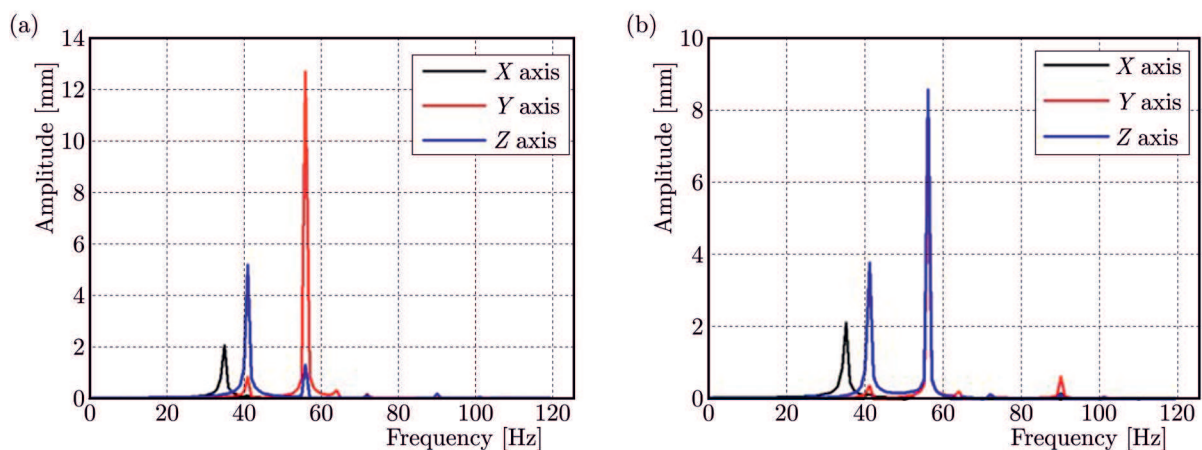 (a)
14
12
10
8
6
4
2
0
Amplitude [mm]
X axis
Y axis
Z axis
0 20 40 60 80 100 120
Frequency [Hz]
(b)
10
8
6
4
2
0
Amplitude [mm]
X axis
Y axis
Z axis
0 20 40 60 80 100 120
Frequency [Hz]